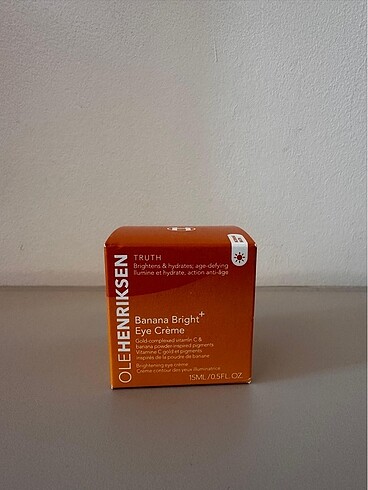 H
OLEHENRIKSEN
TRUTH
Brightens & hydrates; age-defying
Illumine et hydrate, action anti-âge
Banana Bright+
Eye Crème
Gold-complexed vitamin C &
banana powder-inspired pigments
Vitamine C gold et pigments
inspirés de la poudre de banane
Brightening eye crème
Crème contour des yeux illuminatrice
15ML/0.5FL. OZ